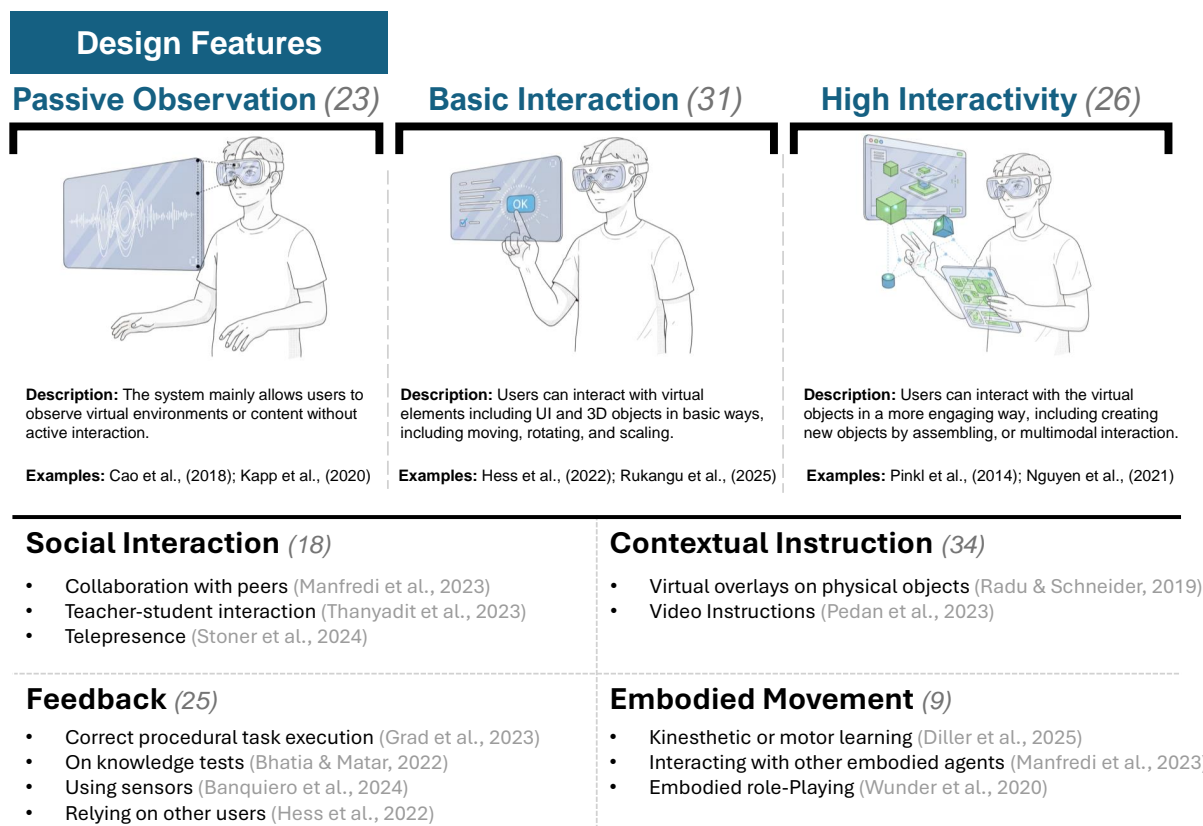 Design Features
Passive Observation (23)
Basic Interaction (31)
High Interactivity (26)
OK
Description: The system mainly allows users to
observe virtual environments or content without
active interaction.
Examples: Cao et al., (2018); Kapp et al., (2020)
Description: Users can interact with virtual
elements including UI and 3D objects in basic ways,
including moving, rotating, and scaling.
Examples: Hess et al., (2022); Rukangu et al., (2025)
Description: Users can interact with the virtual
objects in a more engaging way, including creating
new objects by assembling, or multimodal interaction.
Examples: Pinkl et al., (2014); Nguyen et al., (2021)
Social Interaction (18)
• Collaboration with peers (Manfredi et al., 2023)
• Teacher-student interaction (Thanyadit et al., 2023)
• Telepresence (Stoner et al., 2024)
Contextual Instruction (34)
• Virtual overlays on physical objects (Radu & Schneider, 2019)
• Video Instructions (Pedan et al., 2023)
Feedback (25)
• Correct procedural task execution (Grad et al., 2023)
• On knowledge tests (Bhatia & Matar, 2022)
• Using sensors (Banquiero et al., 2024)
• Relying on other users (Hess et al., 2022)
Embodied Movement (9)
• Kinesthetic or motor learning (Diller et al., 2025)
• Interacting with other embodied agents (Manfredi et al., 2023)
• Embodied role-Playing (Wunder et al., 2020)